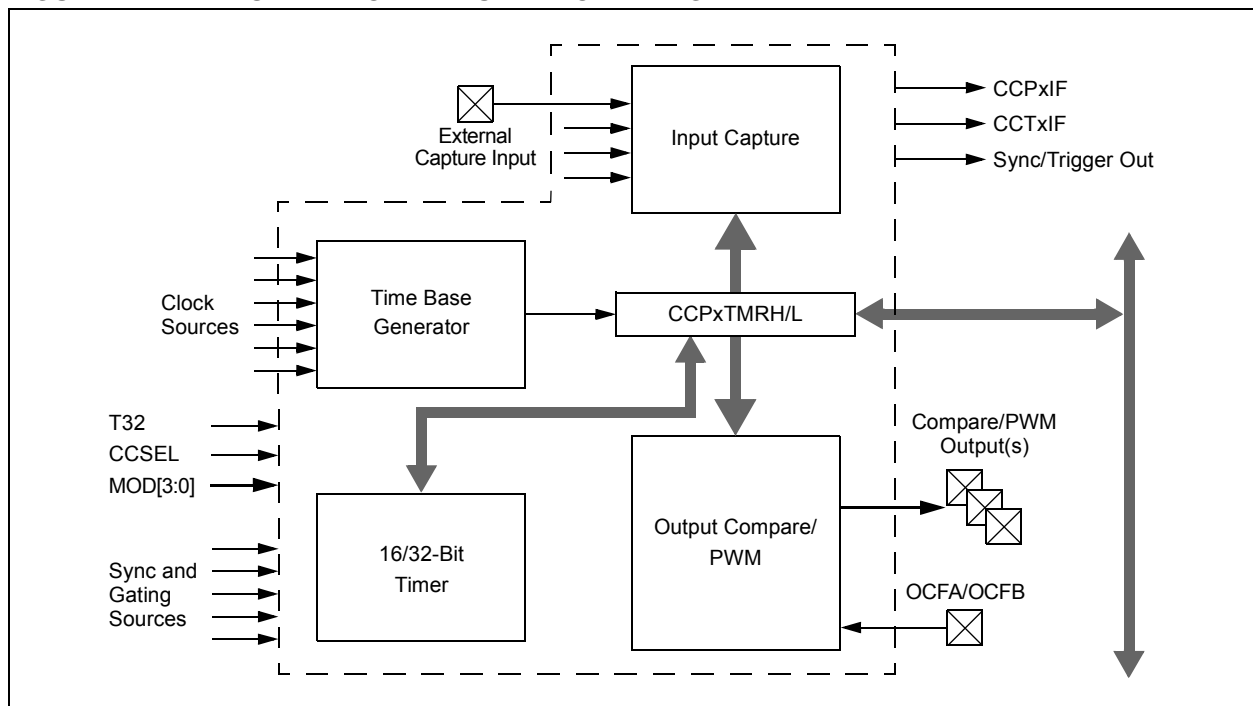 External
Capture Input
Input Capture
CCPxIF
CCTxIF
Sync/Trigger Out
Clock
Sources
Time Base
Generator
CCPxTMRH/L
T32
CCSEL
MOD[3:0]
Sync and
Gating
Sources
16/32-Bit
Timer
Output Compare/
PWM
Compare/PWM
Output(s)
OCFA/OCFB